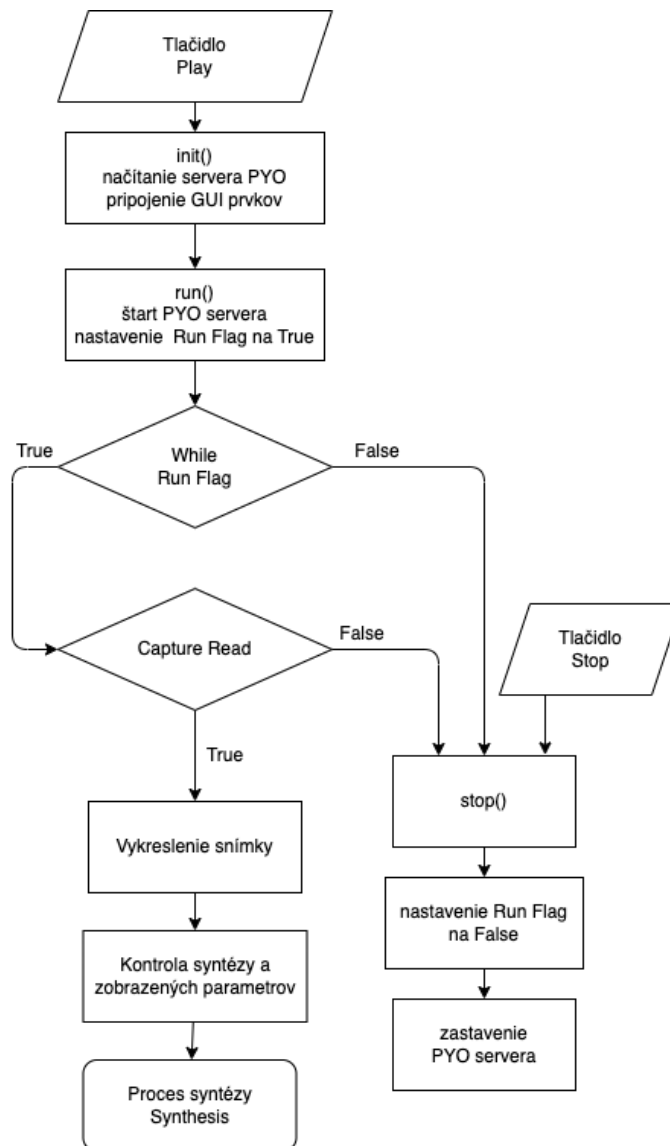 Tlačidlo
Play
init()
načítanie servera PYO
pripojenie GUI prvkov
run()
štart PYO servera
nastavenie Run Flag na True
True
While
Run Flag
False
Capture Read
False
Tlačidlo
Stop
True
stop()
Vykreslenie snímky
nastavenie Run Flag
na False
Kontrola syntézy a
zobrazených parametrov
zastavenie
PYO servera
Proces syntézy
Synthesis